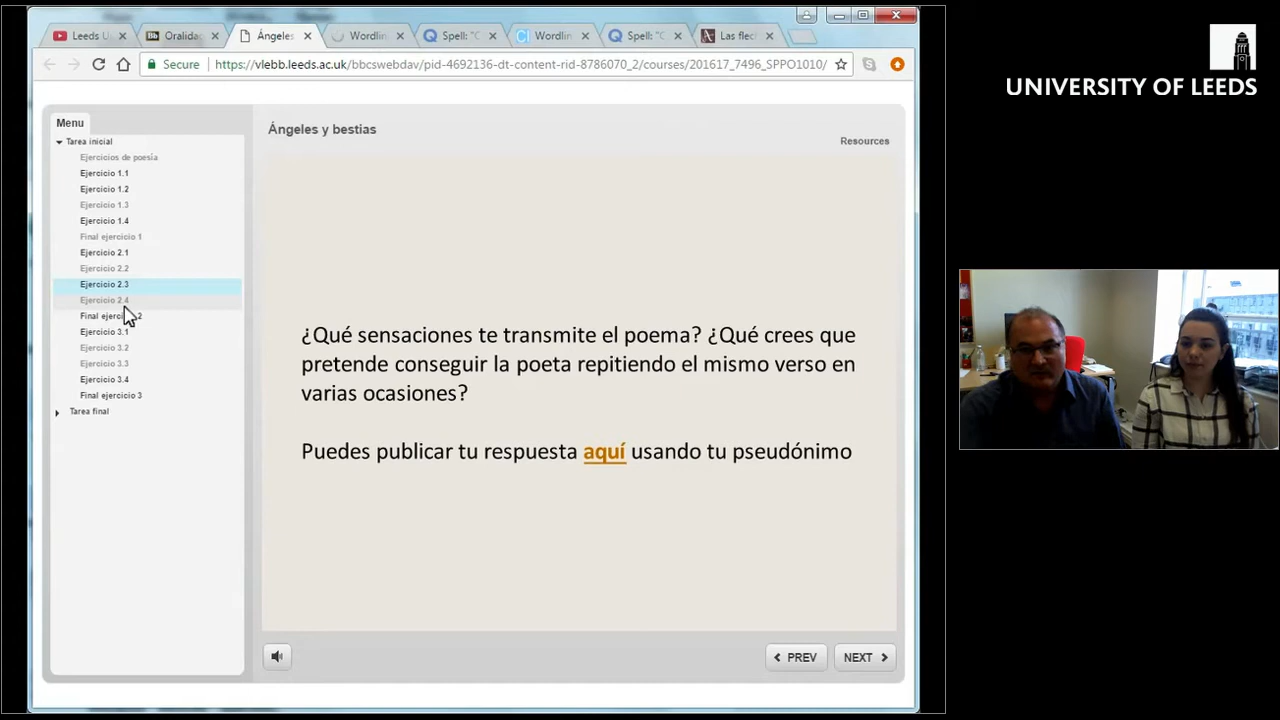 Leeds U
Oralidad
Ángeles
Wordlin
Spell: "C
Wordlin
Spell: "C
Las flec
Secure
https://vlebb.leeds.ac.uk/bbcswebdav/pid-4692136-dt-content-rid-8786070_2/courses/201617_7496_SPPO1010/
UNIVERSITY OF LEEDS
Menu
Tarea inicial
Ejercicios de poesía
Ejercicio 1.1
Ejercicio 1.2
Ejercicio 1.3
Ejercicio 1.4
Final ejercicio 1
Ejercicio 2.1
Ejercicio 2.2
Ejercicio 2.3
Ejercicio 2.4
Final ejerci 2
Ejercicio 3.1
Ejercicio 3.2
Ejercicio 3.3
Ejercicio 3.4
Final ejercicio 3
Tarea final
Ángeles y bestias
Resources
¿Qué sensaciones te transmite el poema? ¿Qué crees que
pretende conseguir la poeta repitiendo el mismo verso en
varias ocasiones?
Puedes publicar tu respuesta aquí usando tu pseudónimo
PREV
NEXT